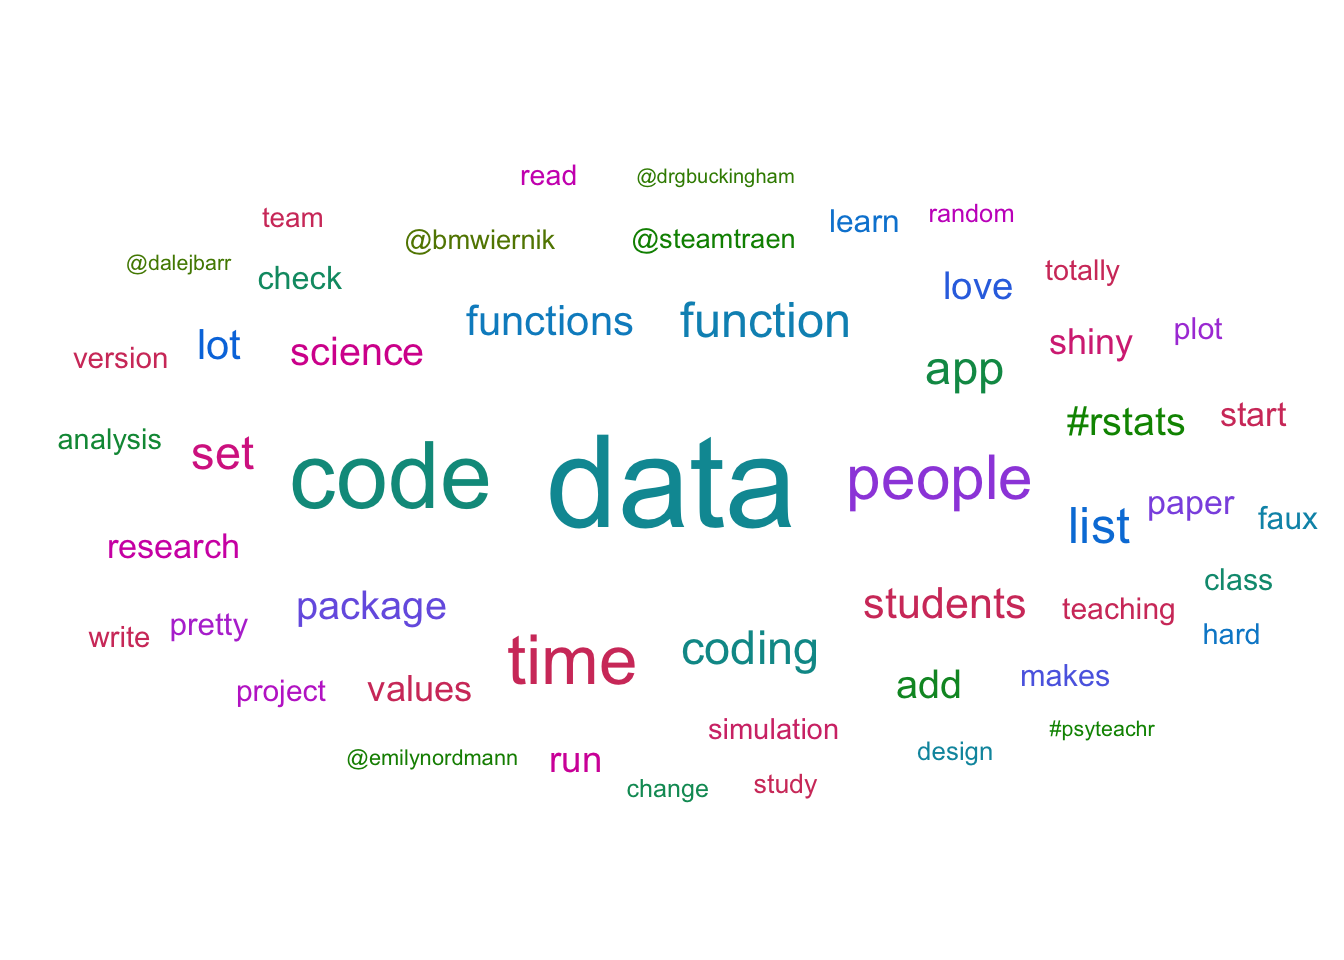 read
@drgbuckingham
team
@bmwiernik
@steamtraen
learn
random
@dalejbarr
check
love
totally
functions
function
version
lot
science
app
shiny
plot
analysis
set
code
data
people
#rstats
start
list
paper
faux
research
package
students
teaching
class
write
pretty
time
coding
hard
project
values
add
makes
@emilynordmann
run
simulation
design
#psyteachr
change
study